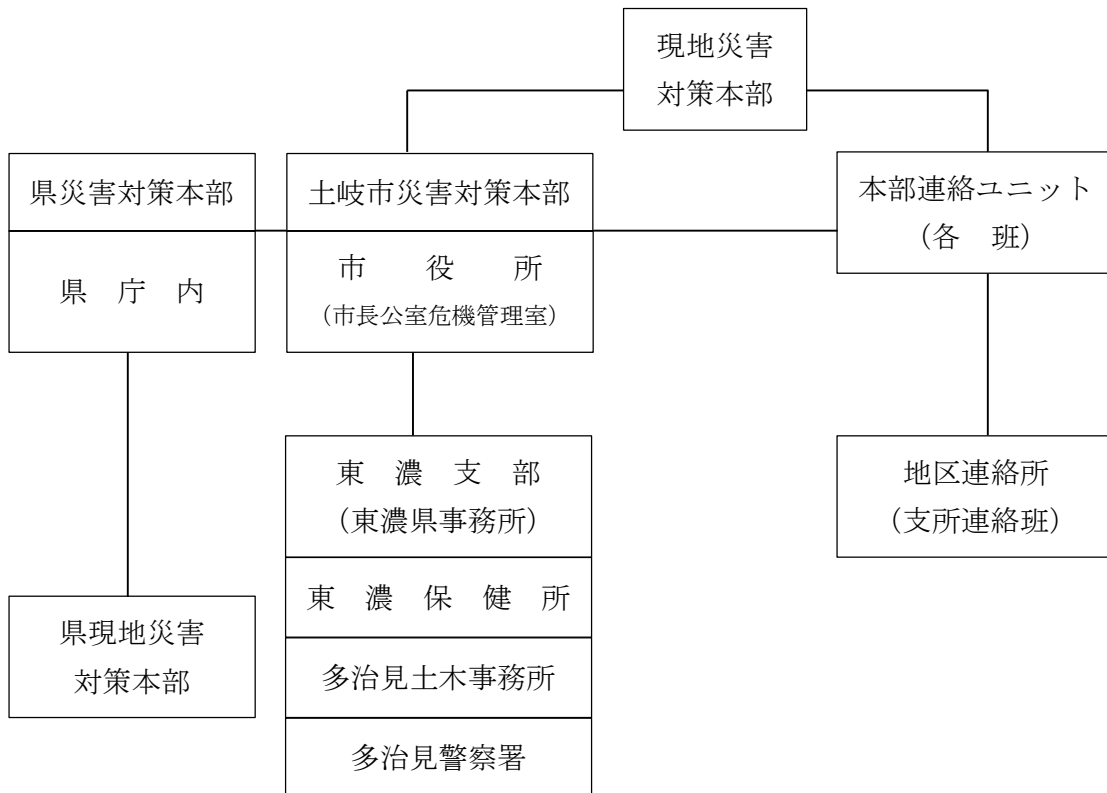 現地災害
対策本部
県災害対策本部
県 庁 内
土岐市災害対策本部
市 役 所
(市長公室危機管理室)
本部連絡ユニット
(各 班)
東 濃 支 部
(東濃県事務所)
東 濃 保 健 所
多治見土木事務所
多治見警察署
地区連絡所
(支所連絡班)
県現地災害
対策本部